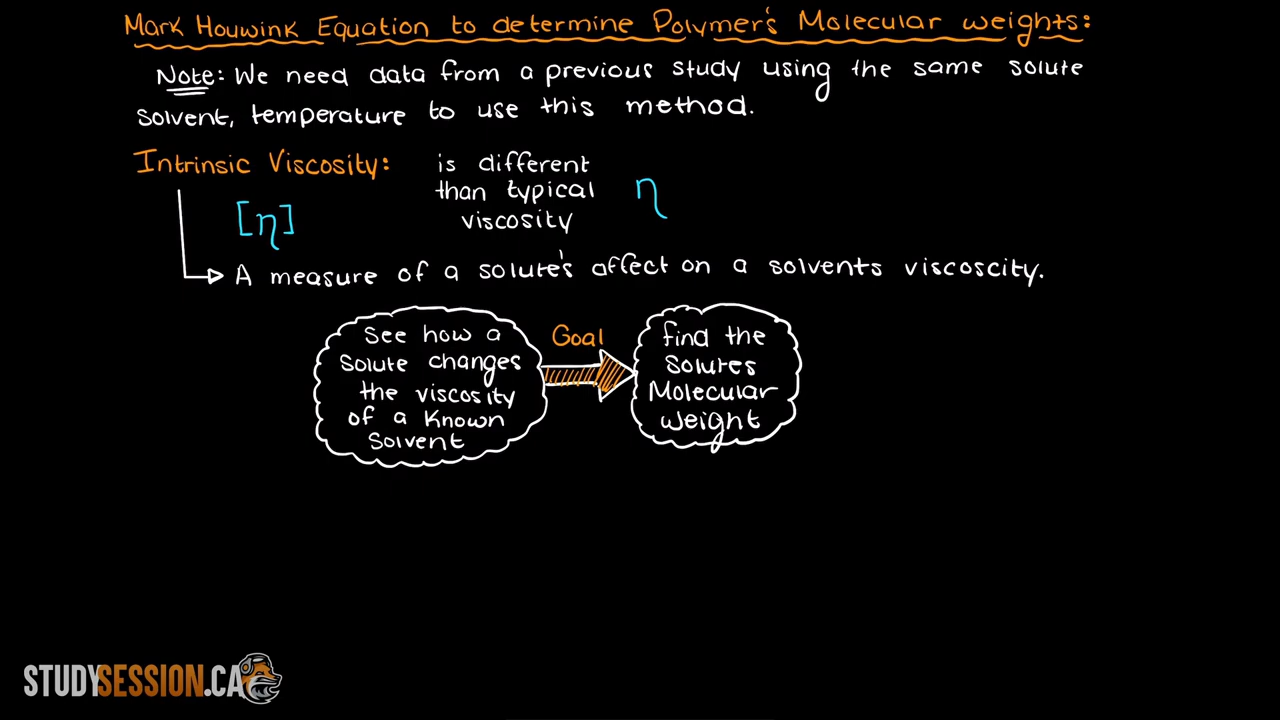 Mark Houwink Equation to determine Polymer's Molecular weights:
Note: We need data from a previous study using the same solute
solvent, temperature to use this method.
Intrinsic Viscosity:
is different
than typical
viscosity
η
[η]
A measure of a solute's affect on a solvents viscoscity.
See how a
Solute changes
the viscosity
of a Known
Solvent
Goal
find the
Solutes
Molecular
Weight
STUDYSESSION.CA